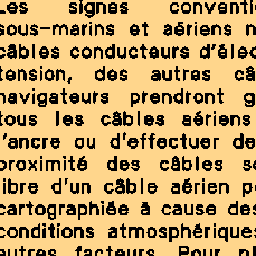 Les signes conventi
sous-marins et aériens n
câbles conducteurs d'élec
tension, des autres câ
navigateurs prendront g
tous les câbles aériens
l'ancre ou d'effectuer de
proximité des câbles s
libre d'un câble aérien p
cartographiée à cause des
conditions atmosphériques
autres facteurs. Pour pl